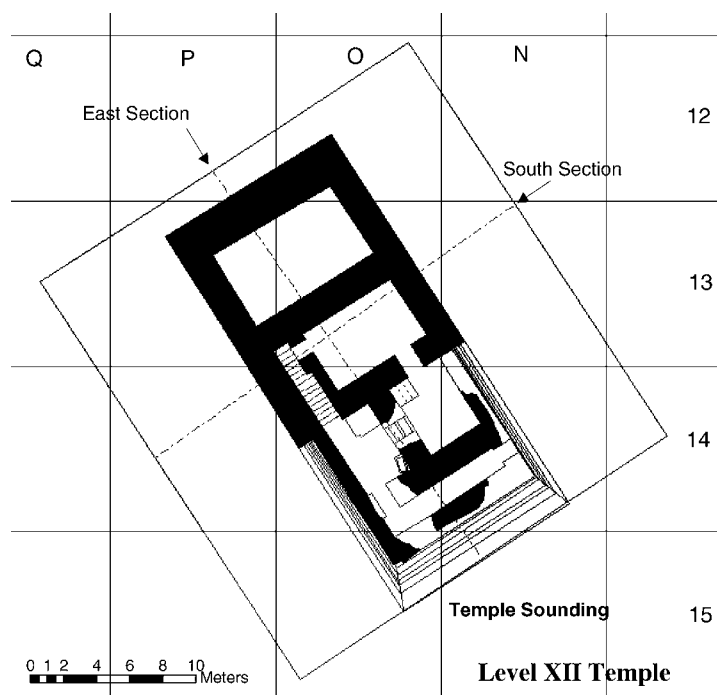 Q P O N
12
East Section
South Section
13
14
Temple Sounding
15
0 1 2 4 6 8 10
Meters
Level XII Temple